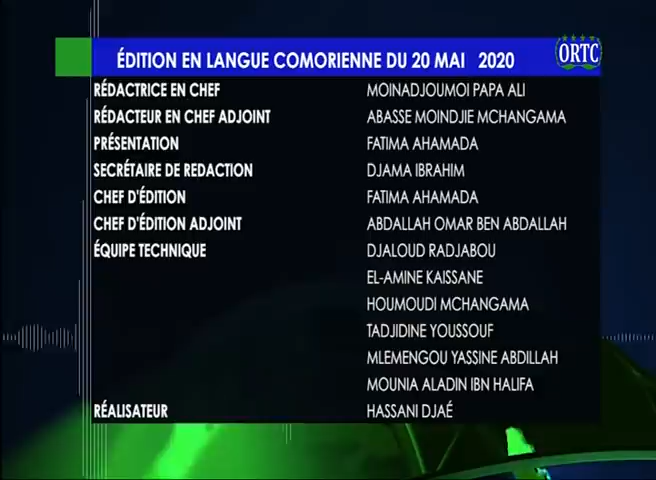 ÉDITION EN LANGUE COMORIENNE DU 20 MAI 2020
ORTC
RÉDACTRICE EN CHEF MOINADJOUMOI PAPA ALI
RÉDACTEUR EN CHEF ADJOINT ABASSE MOINDJIE MCHANGAMA
PRÉSENTATION FATIMA AHAMADA
SECRÉTAIRE DE REDACTION DJAMA IBRAHIM
CHEF D'ÉDITION FATIMA AHAMADA
CHEF D'ÉDITION ADJOINT ABDALLAH OMAR BEN ABDALLAH
ÉQUIPE TECHNIQUE DJALOUD RADJABOU
EL-AMINE KAISSANE
HOUMOUDI MCHANGAMA
TADJIDINE YOUSSOUF
MLEMENGOU YASSINE ABDILLAH
MOUNIA ALADIN IBN HALIFA
RÉALISATEUR HASSANI DJAÉ